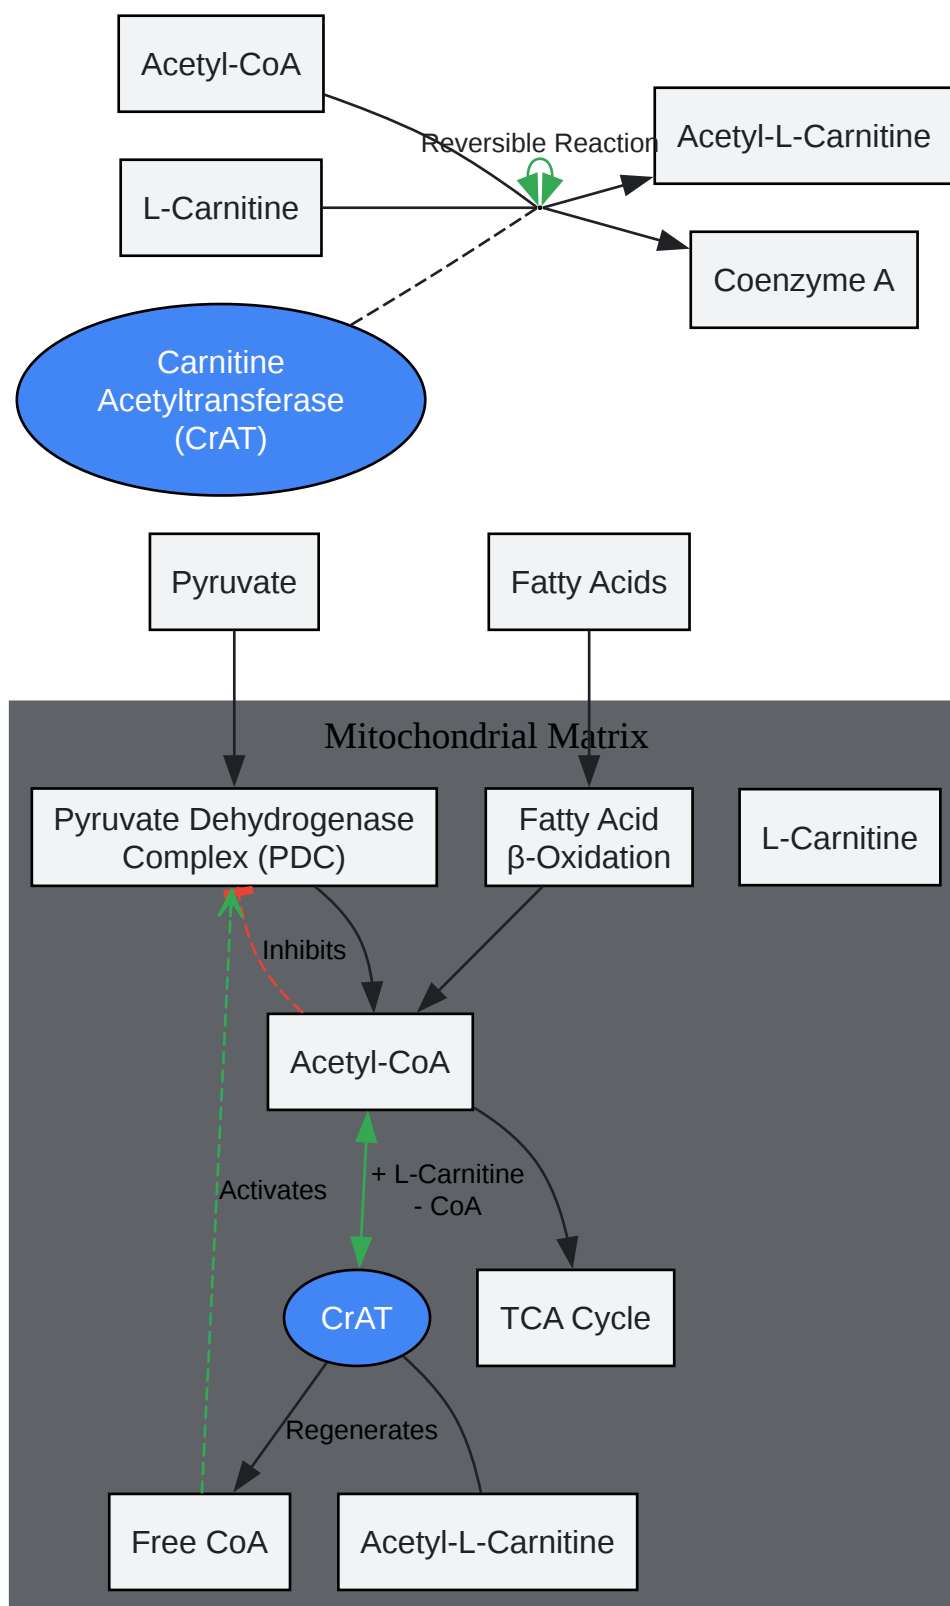 Acetyl-CoA
Reversible Reaction
Acetyl-L-Carnitine
L-Carnitine
Coenzyme A
Carnitine
Acetyltransferase
(CrAT)
Pyruvate
Fatty Acids
Mitochondrial Matrix
Pyruvate Dehydrogenase
Complex (PDC)
Fatty Acid
β-Oxidation
L-Carnitine
Inhibits
Acetyl-CoA
Activates
+ L-Carnitine
- CoA
CrAT
TCA Cycle
Regenerates
Free CoA
Acetyl-L-Carnitine